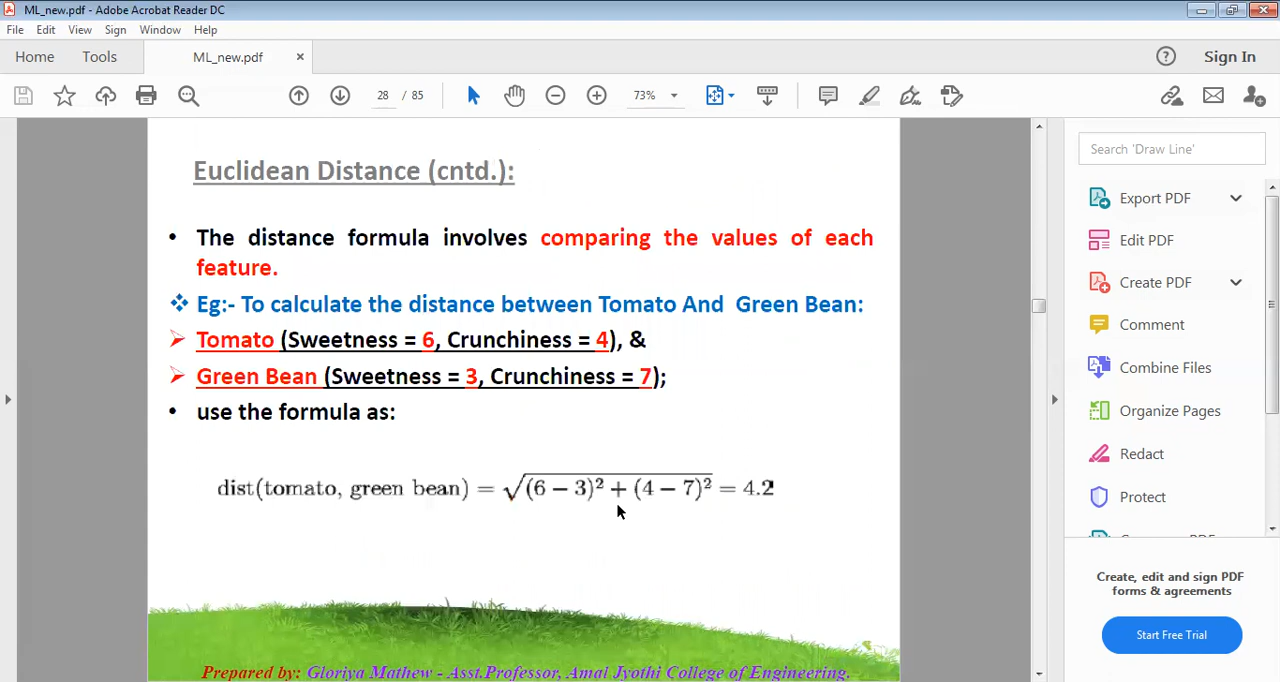 ML_new.pdf - Adobe Acrobat Reader DC
File Edit View Sign Window Help
Home Tools ML_new.pdf × ? Sign In
28 / 85 73%
Euclidean Distance (cntd.):
Search 'Draw Line'
• The distance formula involves comparing the values of each
feature.
❖ Eg:- To calculate the distance between Tomato And Green Bean:
➢ Tomato (Sweetness = 6, Crunchiness = 4), &
➢ Green Bean (Sweetness = 3, Crunchiness = 7);
• use the formula as:
dist(tomato, green bean) = √(6 − 3)² + (4 − 7)² = 4.2
Prepared by: Gloriya Mathew - Asst.Professor, Amal Jyothi College of Engineering.
Export PDF
Edit PDF
Create PDF
Comment
Combine Files
Organize Pages
Redact
Protect
Create, edit and sign PDF
forms & agreements
Start Free Trial